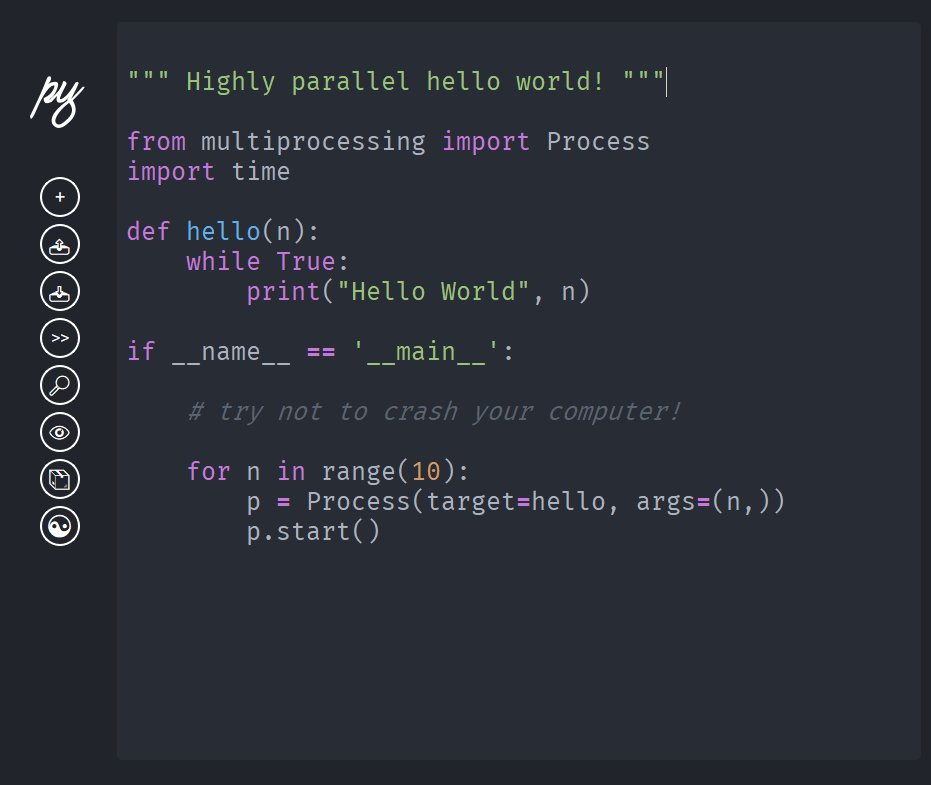 py
""" Highly parallel hello world! """
from multiprocessing import Process
import time
def hello(n):
    while True:
        print("Hello World", n)
if __name__ == '__main__':
    # try not to crash your computer!
    for n in range(10):
        p = Process(target=hello, args=(n,))
        p.start()
+
>>